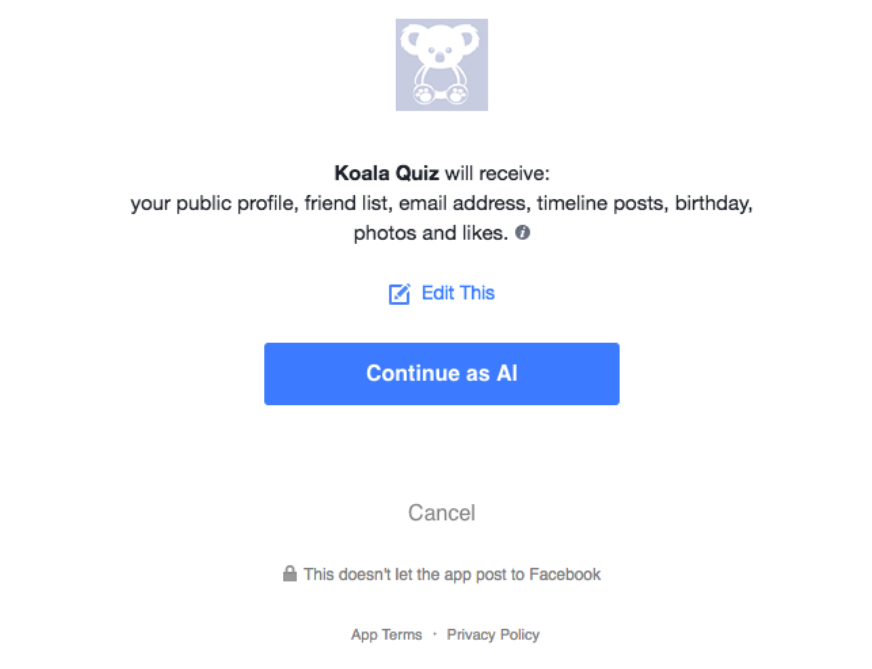 Koala Quiz will receive:
your public profile, friend list, email address, timeline posts, birthday,
photos and likes.
Edit This
Continue as Al
Cancel
This doesn't let the app post to Facebook
App Terms · Privacy Policy